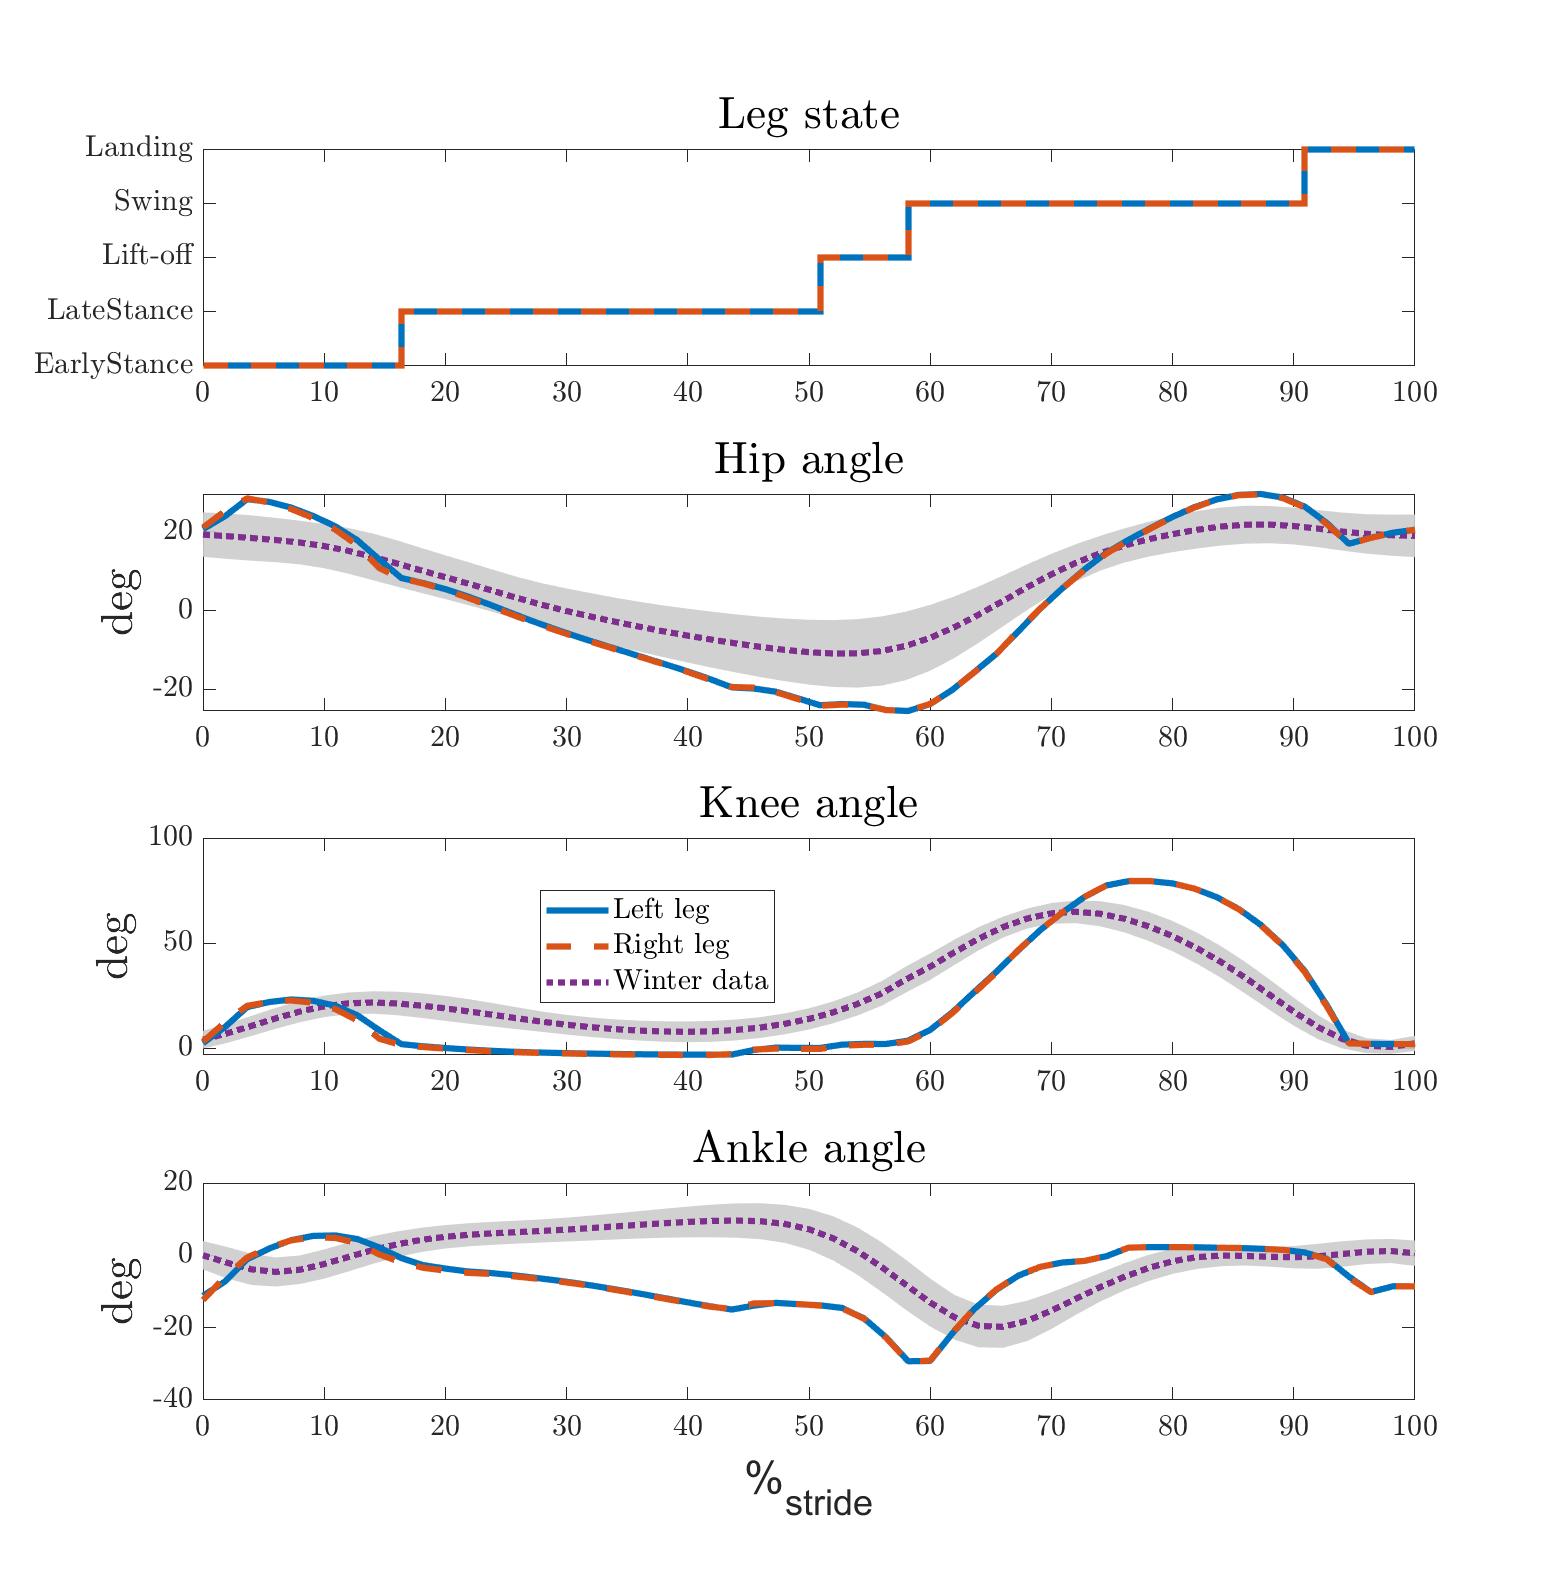 Leg state
Landing
Swing
Lift-off
LateStance
EarlyStance
0 10 20 30 40 50 60 70 80 90 100
Hip angle
deg
20
0
-20
0 10 20 30 40 50 60 70 80 90 100
Knee angle
deg
100
50
0
Left leg
Right leg
Winter data
0 10 20 30 40 50 60 70 80 90 100
Ankle angle
deg
20
0
-20
-40
0 10 20 30 40 50 60 70 80 90 100
%stride